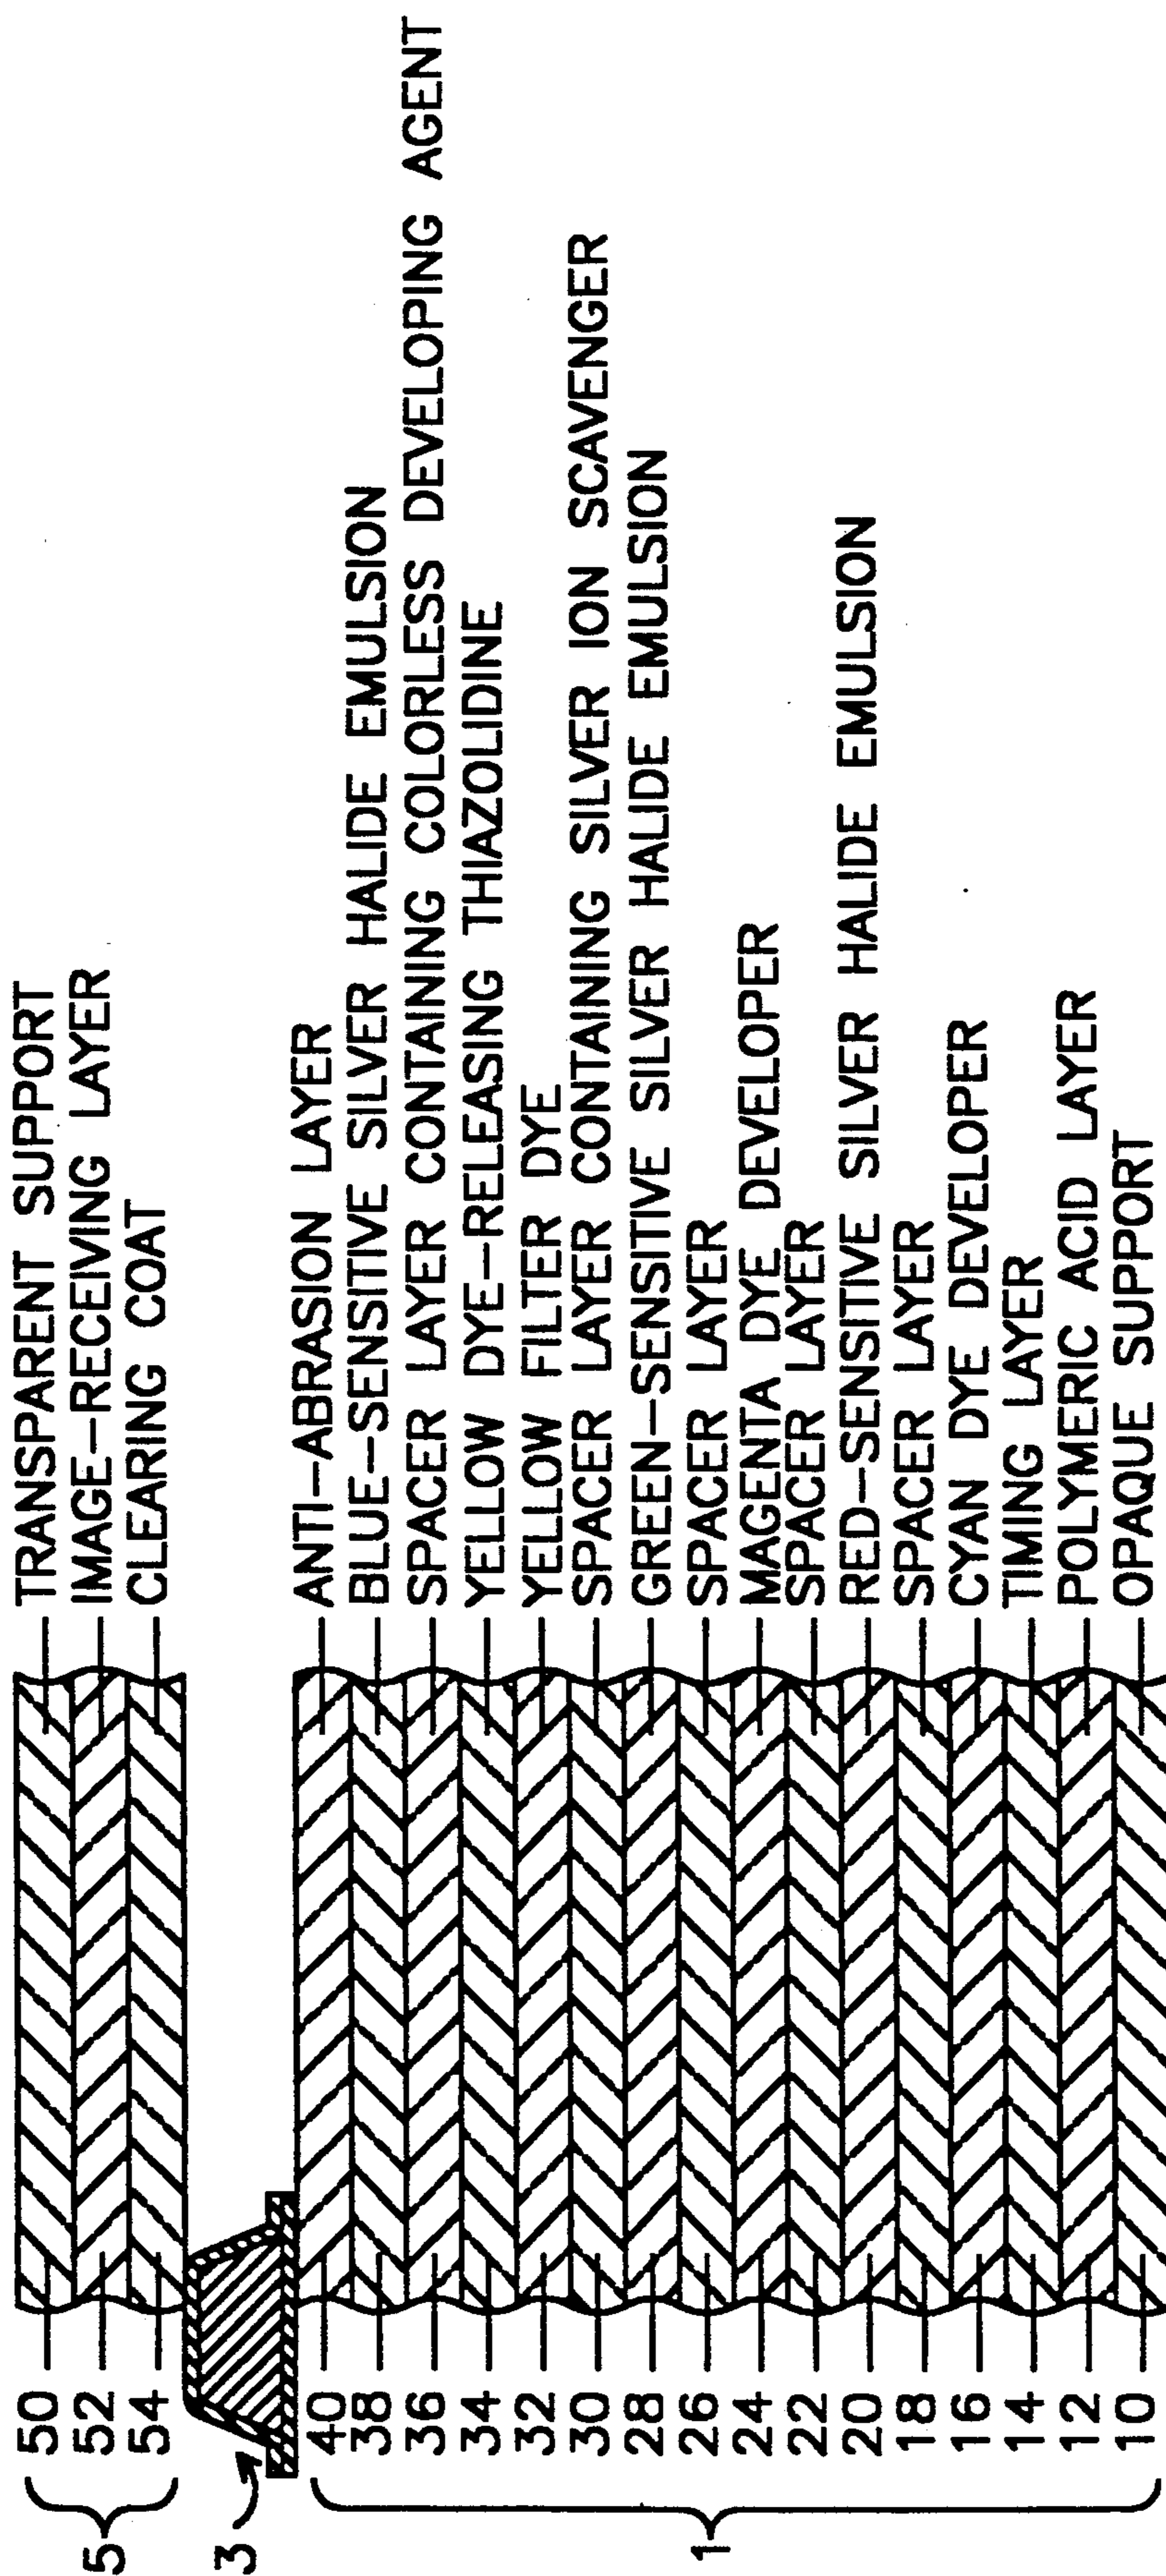 50 TRANSPARENT SUPPORT
52 IMAGE-RECEIVING LAYER
54 CLEARING COAT
5
3
40 ANTI-ABRASION LAYER
38 BLUE-SENSITIVE SILVER HALIDE EMULSION
36 SPACER LAYER CONTAINING COLORLESS DEVELOPING AGENT
34 YELLOW DYE-RELEASING THIAZOLIDINE
32 YELLOW FILTER DYE
30 SPACER LAYER CONTAINING SILVER ION SCAVENGER
28 GREEN-SENSITIVE SILVER HALIDE EMULSION
26 SPACER LAYER
24 MAGENTA DYE DEVELOPER
22 SPACER LAYER
20 RED-SENSITIVE SILVER HALIDE EMULSION
18 SPACER LAYER
16 CYAN DYE DEVELOPER
14 TIMING LAYER
12 POLYMERIC ACID LAYER
10 OPAQUE SUPPORT
1